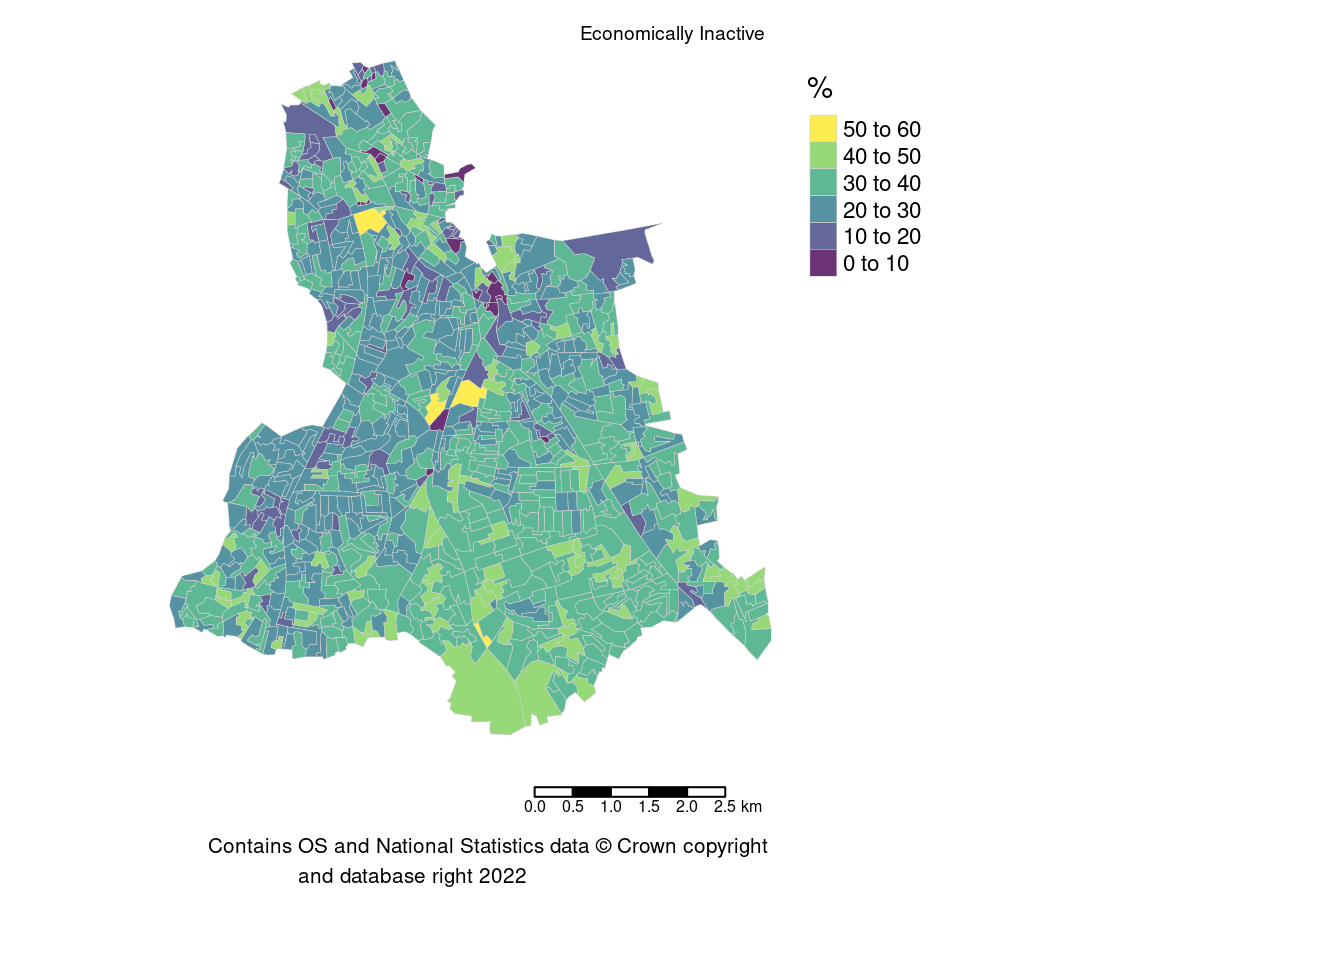 Economically Inactive
%
50 to 60
40 to 50
30 to 40
20 to 30
10 to 20
0 to 10
0.0 0.5 1.0 1.5 2.0 2.5 km
Contains OS and National Statistics data © Crown copyright
and database right 2022